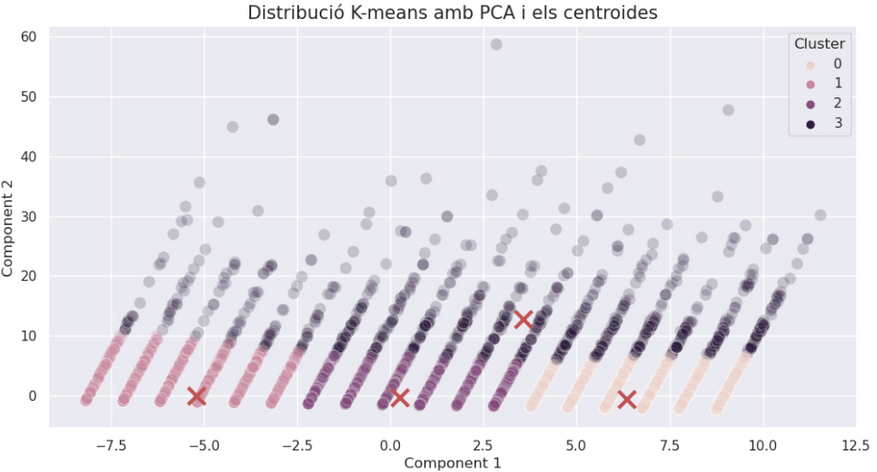 Distribució K-means amb PCA i els centroides
Cluster
0
1
2
3
60
50
40
30
20
10
0
Component 2
−7.5 −5.0 −2.5 0.0 2.5 5.0 7.5 10.0 12.5
Component 1